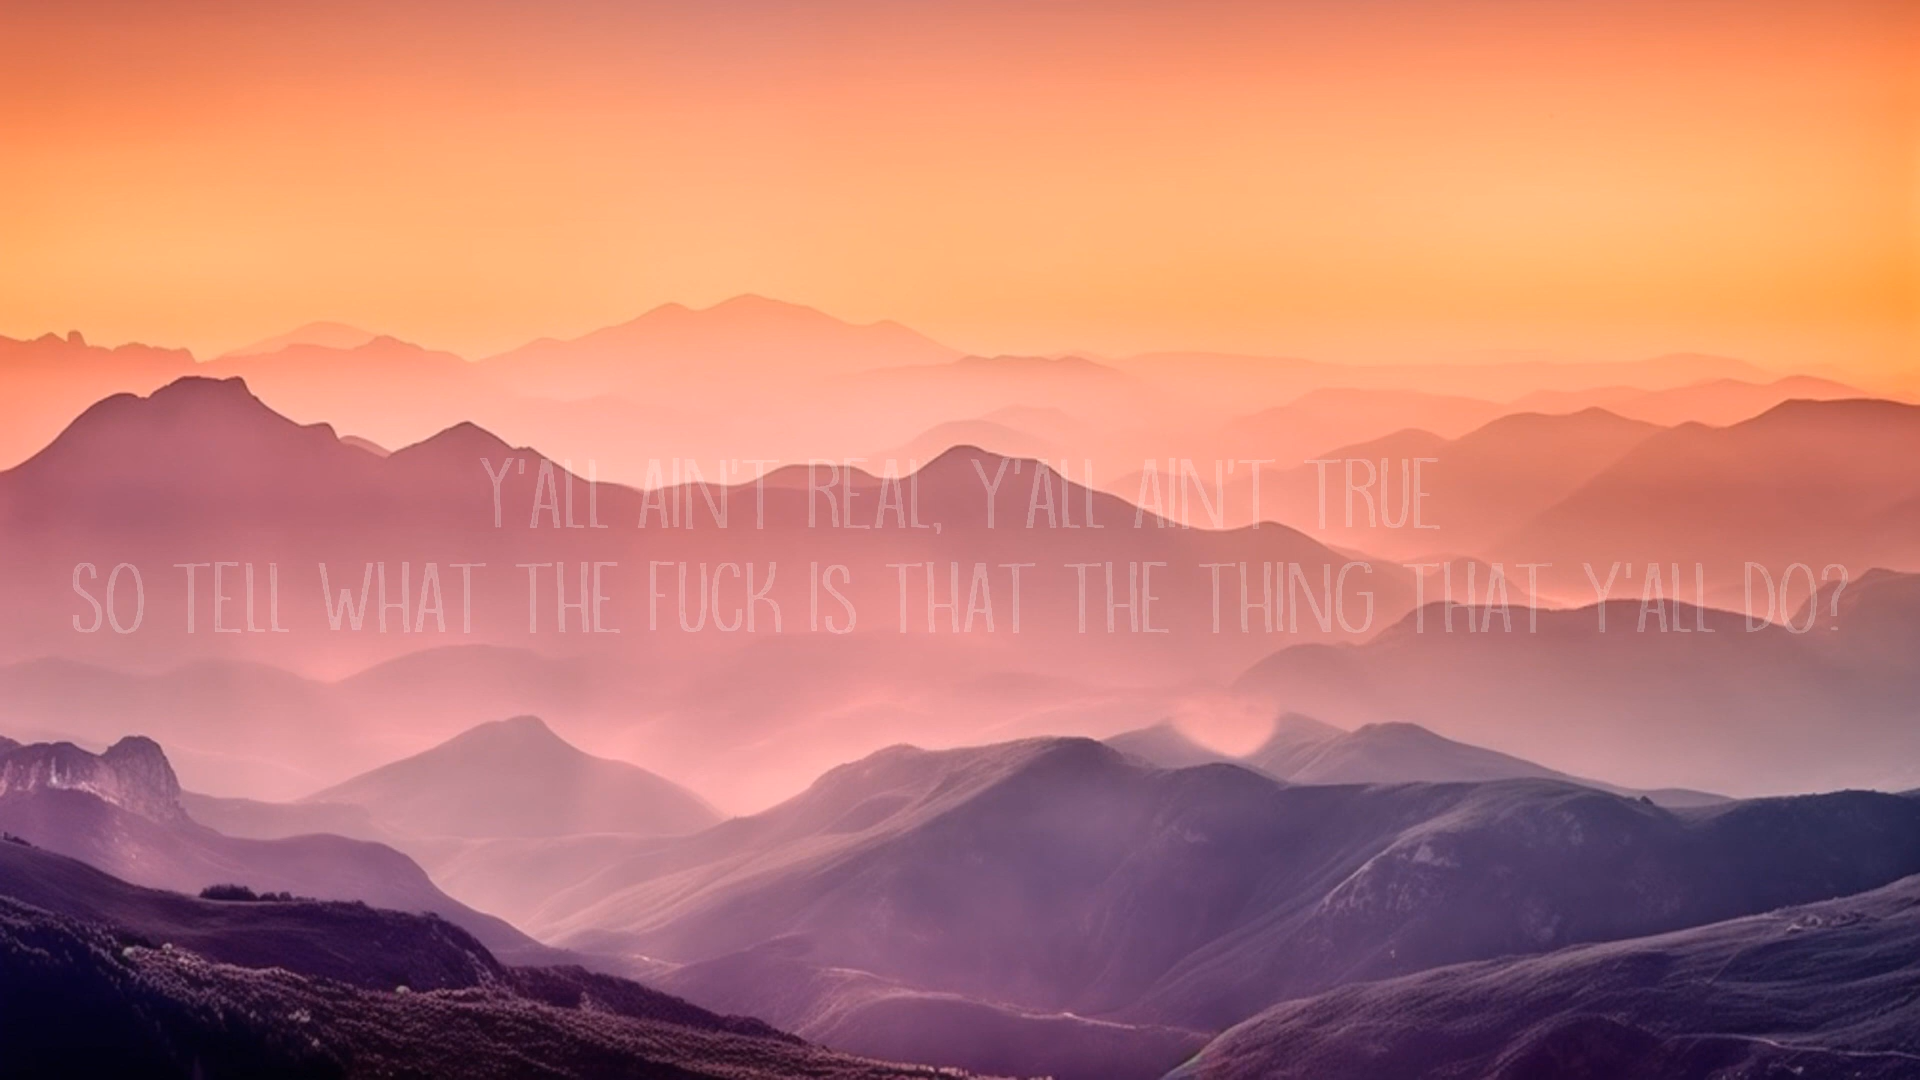 Y'ALL AIN'T REAL, Y'ALL AIN'T TRUE
SO TELL WHAT THE FUCK IS THAT THE THING THAT Y'ALL DO?